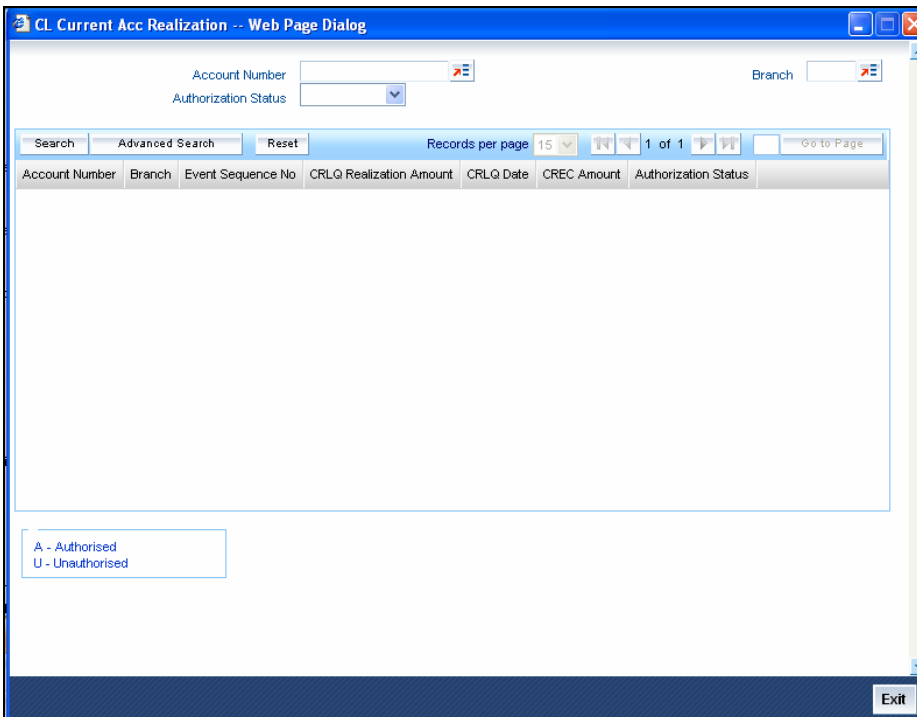 CL Current Acc Realization -- Web Page Dialog
Account Number Branch
Authorization Status
Search Advanced Search Reset Records per page 15 1 of 1 Go to Page
Account Number Branch Event Sequence No CRLQ Realization Amount CRLQ Date CREC Amount Authorization Status
A - Authorised
U - Unauthorised
Exit